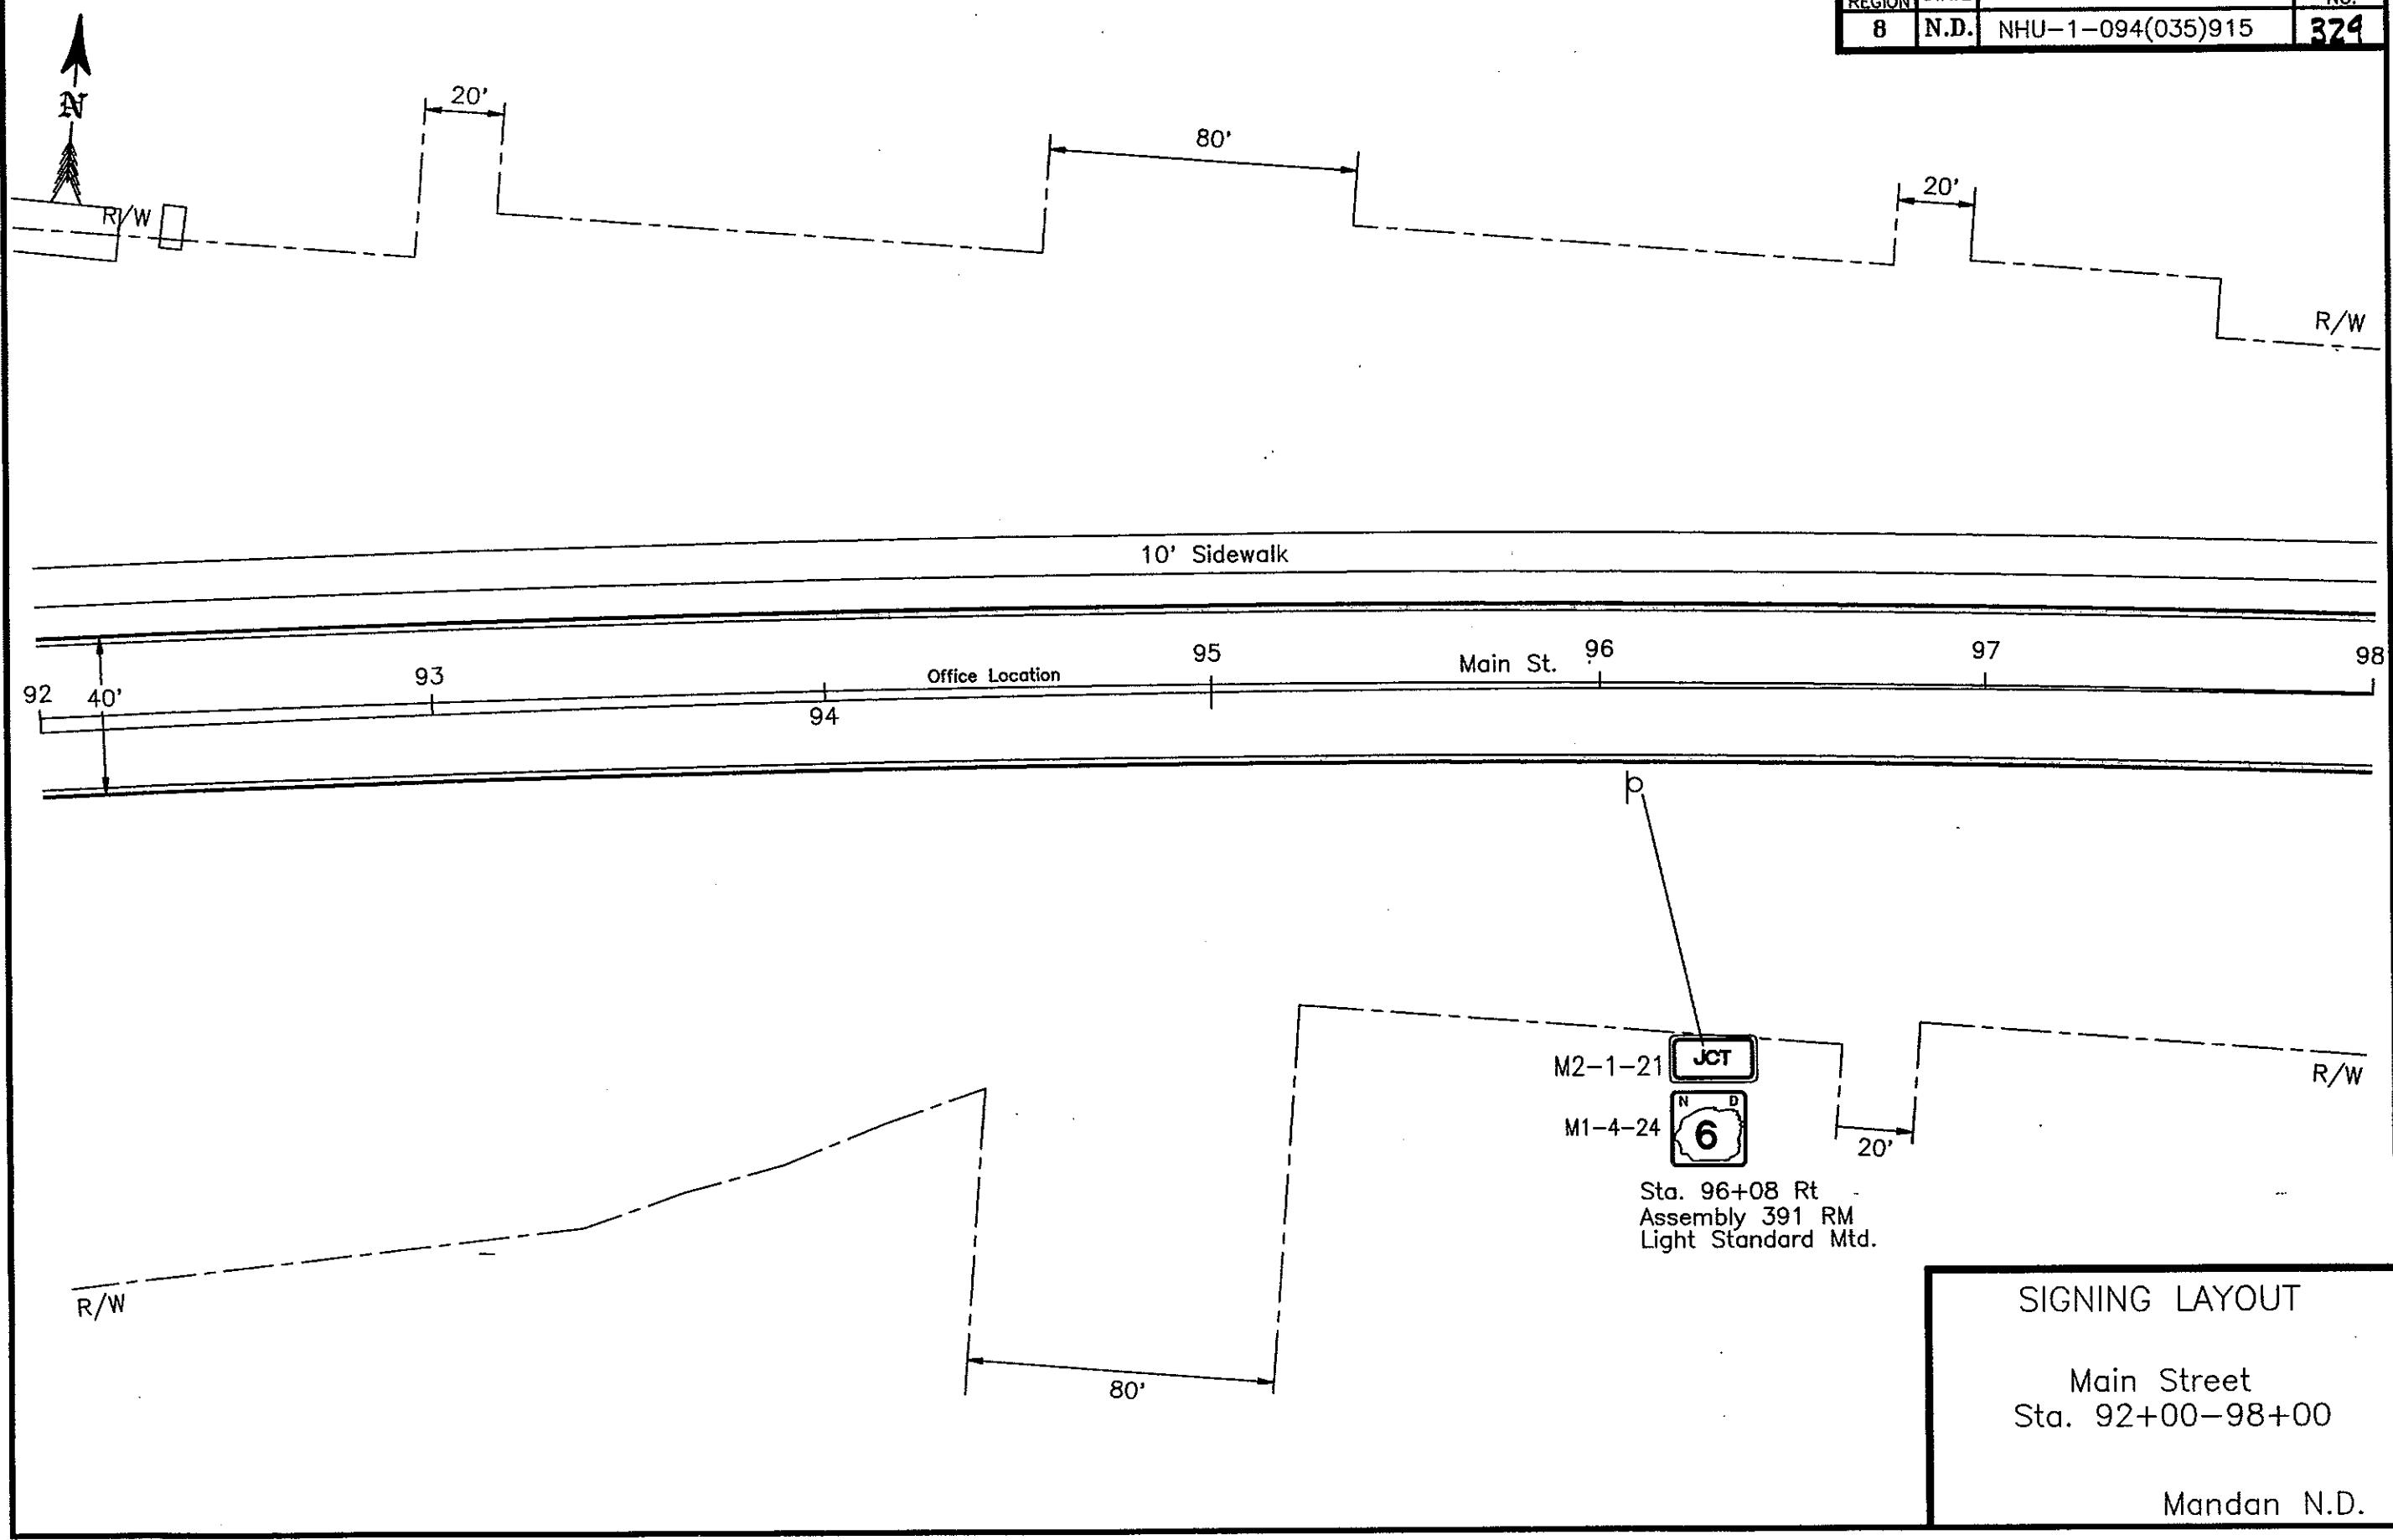 REGION
NO.
8 N.D. NHU-1-094(035)915 329
N
20'
80'
20'
R/W
R/W
10' Sidewalk
92 40' 93 94 Office Location 95 Main St. 96 97 98
M2-1-21 JCT
M1-4-24 N D 6
20'
R/W
Sta. 96+08 Rt
Assembly 391 RM
Light Standard Mtd.
R/W
80'
SIGNING LAYOUT
Main Street
Sta. 92+00-98+00
Mandan N.D.